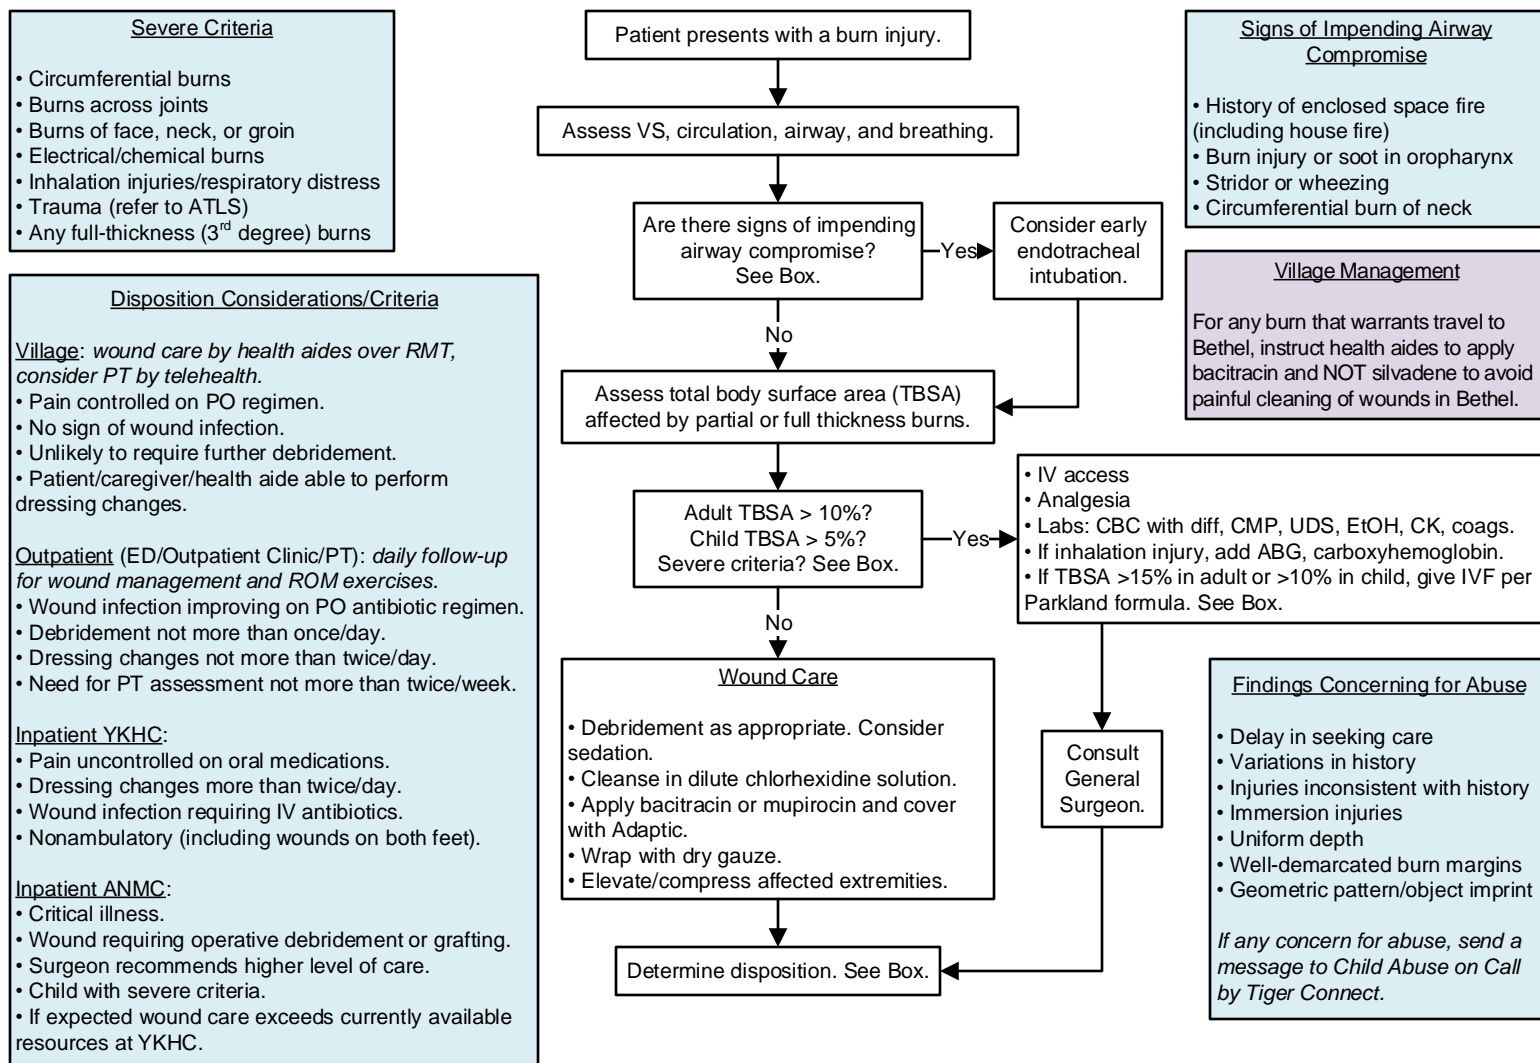 Severe Criteria
• Circumferential burns
• Burns across joints
• Burns of face, neck, or groin
• Electrical/chemical burns
• Inhalation injuries/respiratory distress
• Trauma (refer to ATLS)
• Any full-thickness (3rd degree) burns
Disposition Considerations/Criteria
Village: wound care by health aides over RMT,
consider PT by telehealth.
• Pain controlled on PO regimen.
• No sign of wound infection.
• Unlikely to require further debridement.
• Patient/caregiver/health aide able to perform
dressing changes.
Outpatient (ED/Outpatient Clinic/PT): daily follow-up
for wound management and ROM exercises.
• Wound infection improving on PO antibiotic regimen.
• Debridement not more than once/day.
• Dressing changes not more than twice/day.
• Need for PT assessment not more than twice/week.
Inpatient YKHC:
• Pain uncontrolled on oral medications.
• Dressing changes more than twice/day.
• Wound infection requiring IV antibiotics.
• Nonambulatory (including wounds on both feet).
Inpatient ANMC:
• Critical illness.
• Wound requiring operative debridement or grafting.
• Surgeon recommends higher level of care.
• Child with severe criteria.
• If expected wound care exceeds currently available
resources at YKHC.
Patient presents with a burn injury.
Assess VS, circulation, airway, and breathing.
Are there signs of impending
airway compromise?
See Box.
Yes
Consider early
endotracheal
intubation.
No
Assess total body surface area (TBSA)
affected by partial or full thickness burns.
Adult TBSA > 10%?
Child TBSA > 5%?
Severe criteria? See Box.
Yes
• IV access
• Analgesia
• Labs: CBC with diff, CMP, UDS, EtOH, CK, coags.
• If inhalation injury, add ABG, carboxyhemoglobin.
• If TBSA >15% in adult or >10% in child, give IVF per
Parkland formula. See Box.
No
Wound Care
• Debridement as appropriate. Consider
sedation.
• Cleanse in dilute chlorhexidine solution.
• Apply bacitracin or mupirocin and cover
with Adaptic.
• Wrap with dry gauze.
• Elevate/compress affected extremities.
Consult
General
Surgeon.
Determine disposition. See Box.
Signs of Impending Airway
Compromise
• History of enclosed space fire
(including house fire)
• Burn injury or soot in oropharynx
• Stridor or wheezing
• Circumferential burn of neck
Village Management
For any burn that warrants travel to
Bethel, instruct health aides to apply
bacitracin and NOT silvadene to avoid
painful cleaning of wounds in Bethel.
Findings Concerning for Abuse
• Delay in seeking care
• Variations in history
• Injuries inconsistent with history
• Immersion injuries
• Uniform depth
• Well-demarcated burn margins
• Geometric pattern/object imprint
If any concern for abuse, send a
message to Child Abuse on Call
by Tiger Connect.